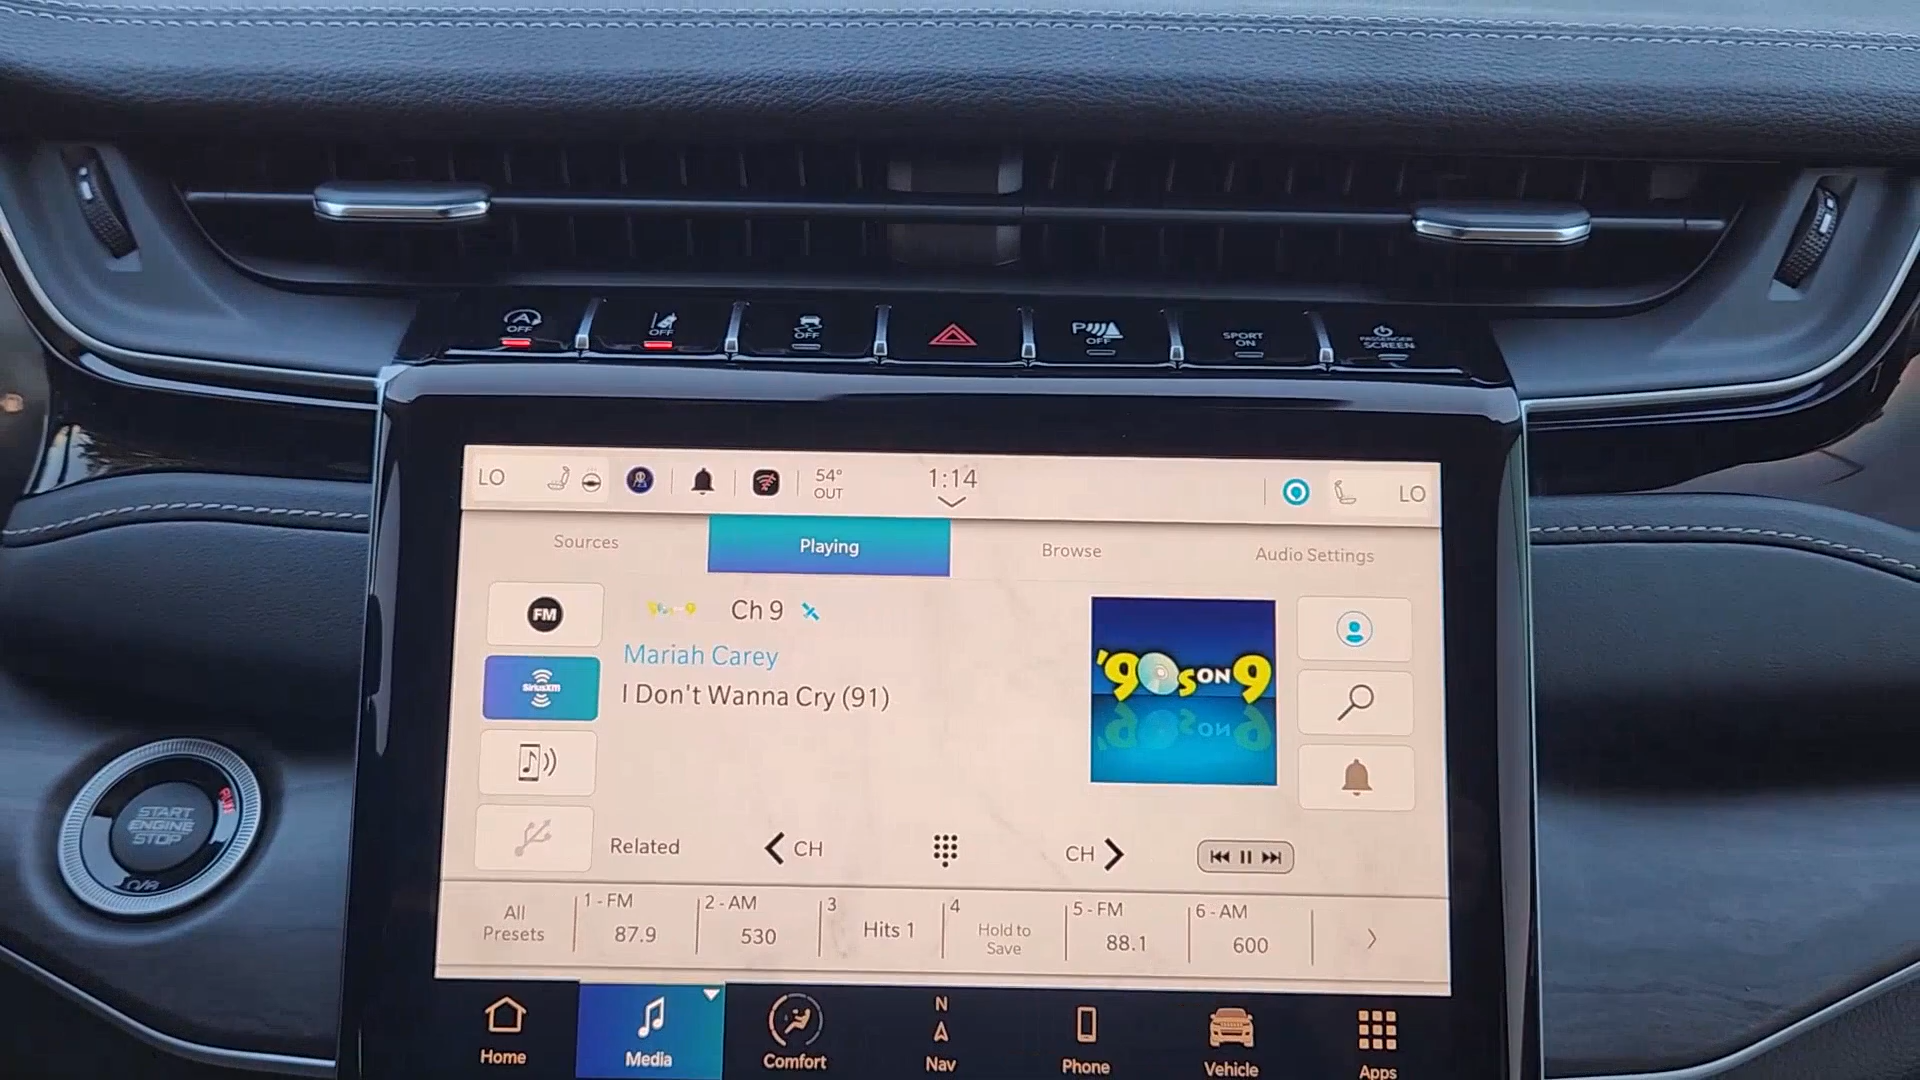 A
OFF
OFF
OFF
P
OFF
SPORT
ON
PASSENGER
SCREEN
LO
54°
OUT
1:14
LO
Sources
Playing
Browse
Audio Settings
FM
Ch 9
SiriusXM
Mariah Carey
I Don't Wanna Cry (91)
'90s ON 9
START
ENGINE
STOP
RUN
Related
CH
CH
All
Presets
1 - FM
87.9
2 - AM
530
3
Hits 1
4
Hold to
Save
5 - FM
88.1
6 - AM
600
Home
Media
Comfort
N
Nav
Phone
Vehicle
Apps